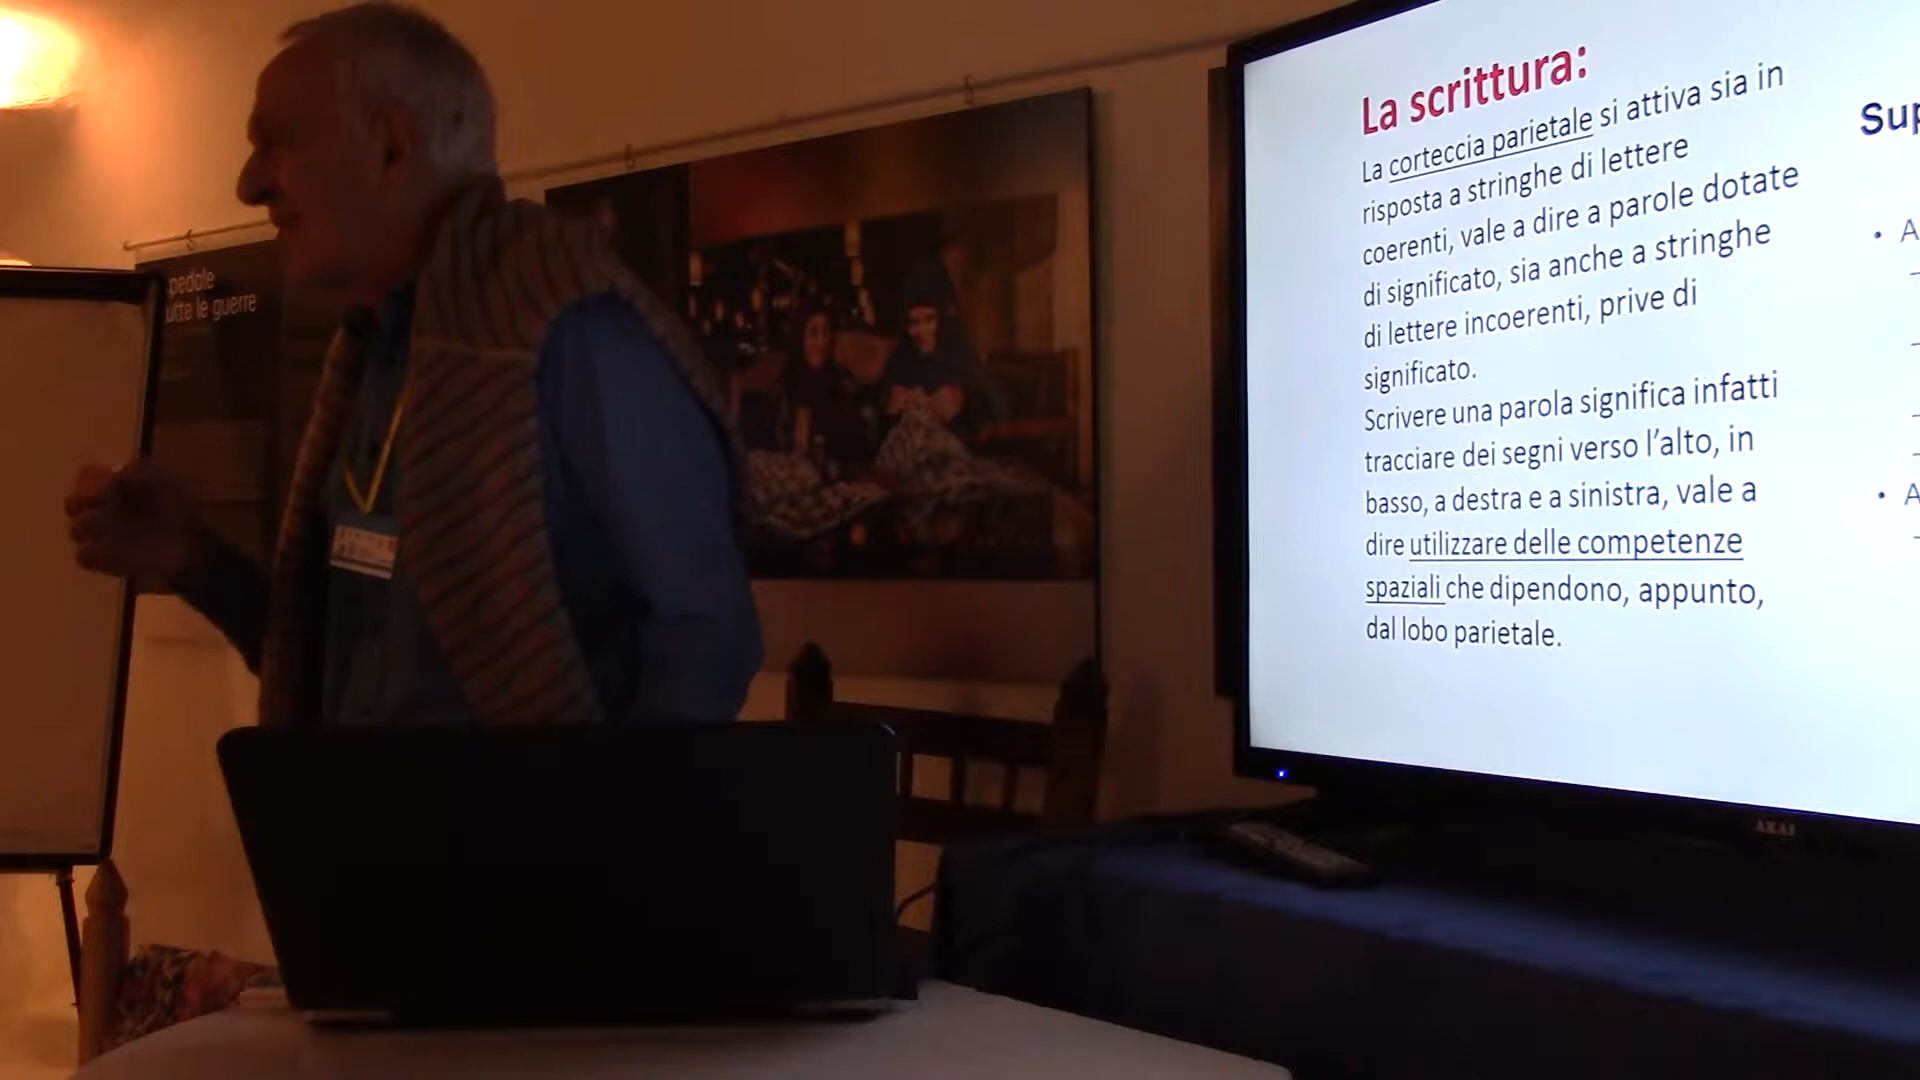 pedale
utte le guerre
La scrittura:
La corteccia parietale si attiva sia in
risposta a stringhe di lettere
coerenti, vale a dire a parole dotate
di significato, sia anche a stringhe
di lettere incoerenti, prive di
significato.
Scrivere una parola significa infatti
tracciare dei segni verso l'alto, in
basso, a destra e a sinistra, vale a
dire utilizzare delle competenze
spaziali che dipendono, appunto,
dal lobo parietale.
Sup
• A
–
–
–
–
• A
–
AKAI